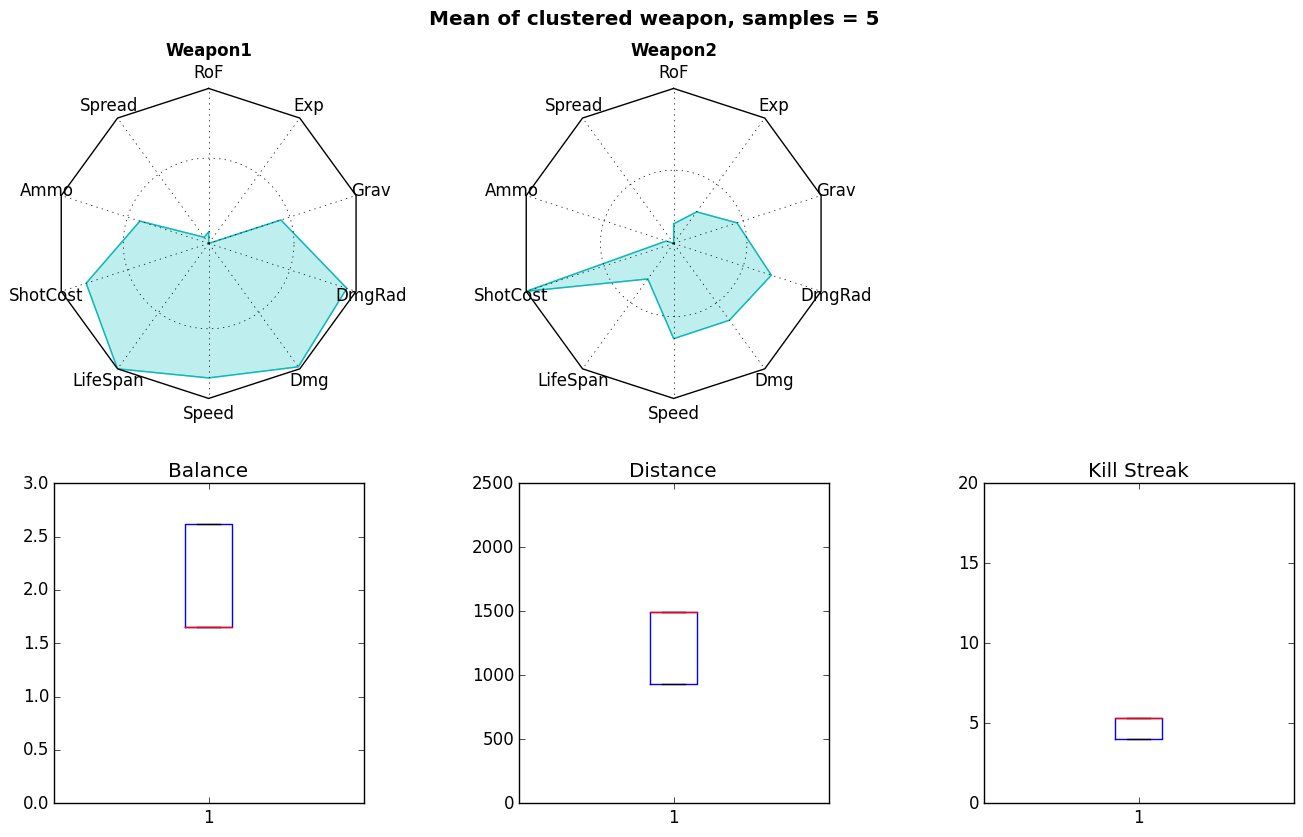 Mean of clustered weapon, samples = 5
Weapon1
RoF
Spread
Exp
Ammo
Grav
ShotCost
DmgRad
LifeSpan
Dmg
Speed
Weapon2
RoF
Spread
Exp
Ammo
Grav
ShotCost
DmgRad
LifeSpan
Dmg
Speed
Balance
3.0
2.5
2.0
1.5
1.0
0.5
0.0
1
Distance
2500
2000
1500
1000
500
0
1
Kill Streak
20
15
10
5
0
1